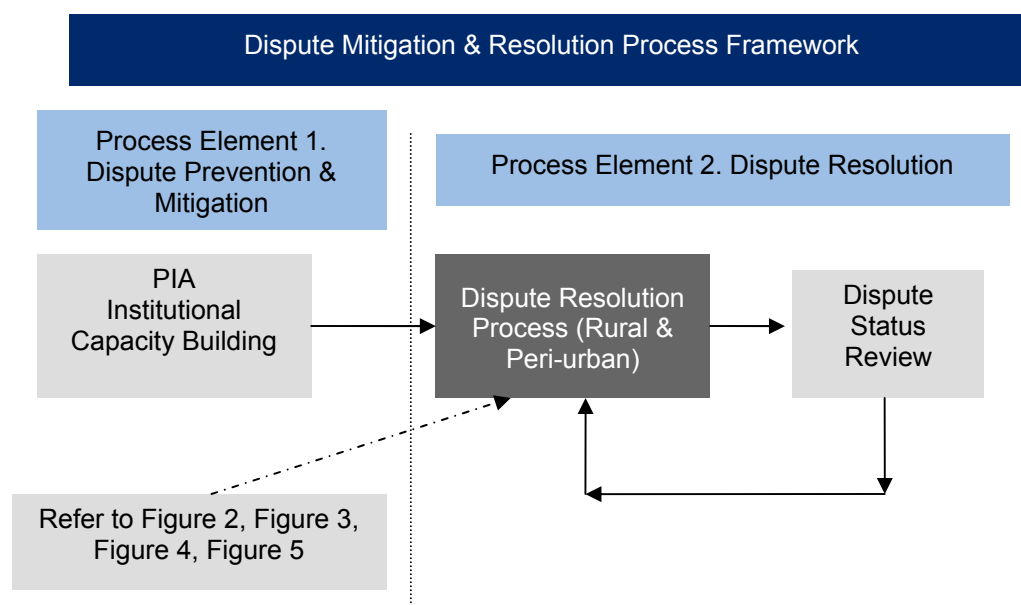 Dispute Mitigation & Resolution Process Framework
Process Element 1.
Dispute Prevention &
Mitigation
Process Element 2. Dispute Resolution
PIA
Institutional
Capacity Building
Dispute Resolution
Process (Rural &
Peri-urban)
Dispute
Status
Review
Refer to Figure 2, Figure 3,
Figure 4, Figure 5